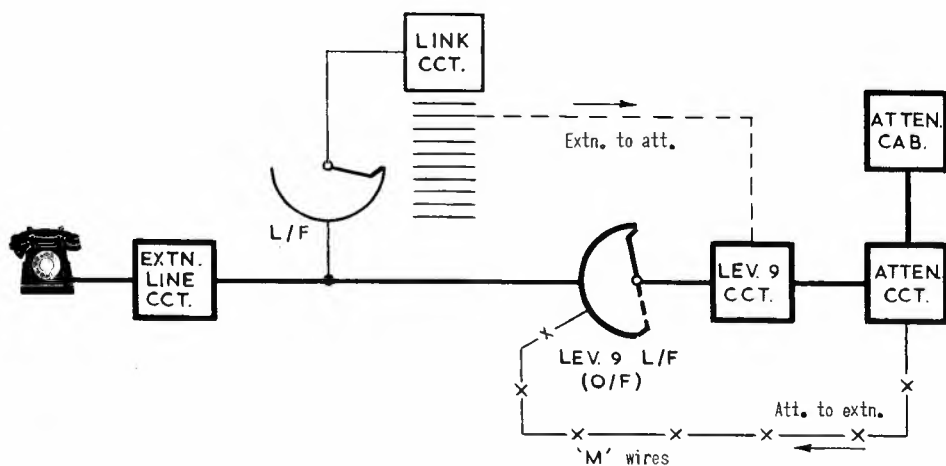 LINK
CCT.
ATTEN.
CAB.
Extn. to att.
L/F
EXTN.
LINE
CCT.
LEV. 9
CCT.
ATTEN.
CCT.
LEV. 9 L/F
(O/F)
Att. to extn.
'M' wires